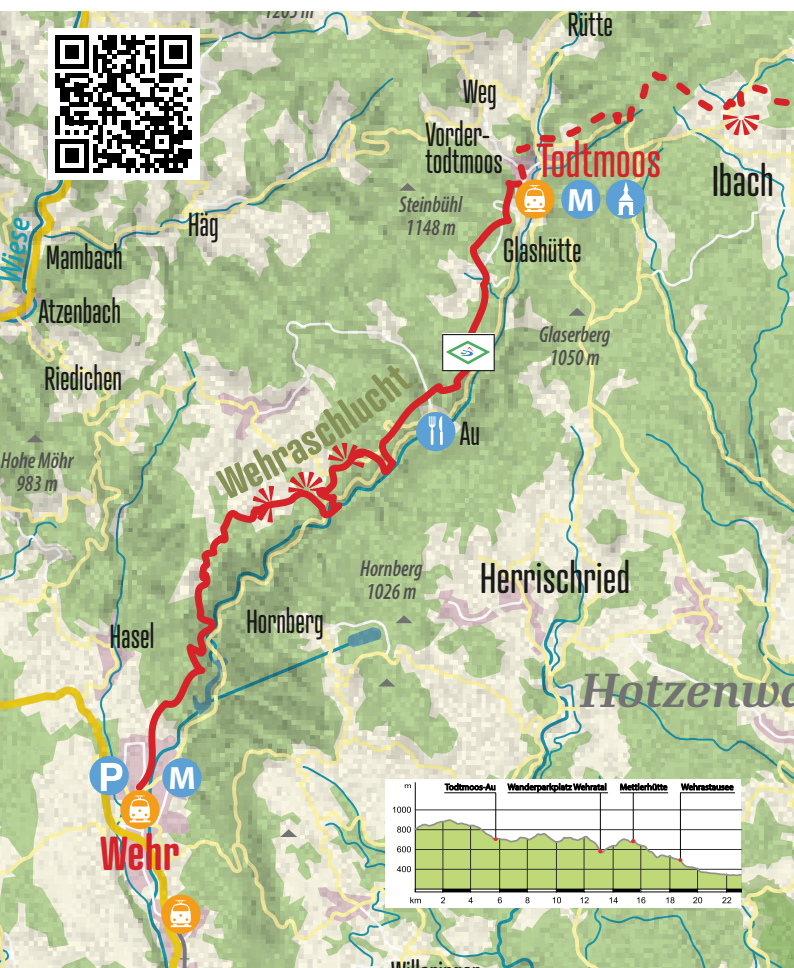 Rütte
Weg
Vorder-
todtmoos
Todtmoos
Ibach
M
Steinbühl
1148 m
Häg
Wiese
Mambach
Glashütte
Atzenbach
Glaserberg
1050 m
Riedichen
Wehraschlucht
Au
Hohe Möhr
983 m
Hornberg
1026 m
Herrischried
Hornberg
Hasel
Hotzenwa
P
M
Wehr
m
Todtmoos-Au
Wanderparkplatz Wehratal
Mettlerhütte
Wehrastausee
1000
800
600
400
km 2 4 6 8 10 12 14 16 18 20 22